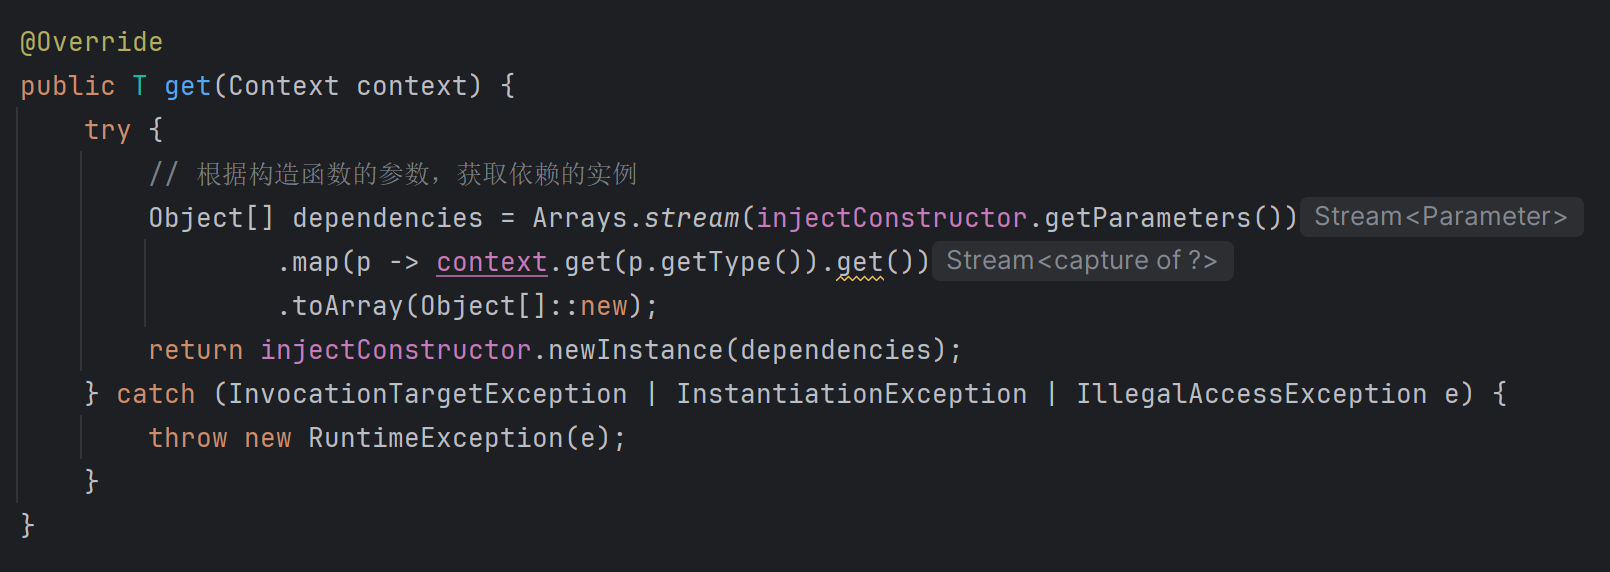 @Override
public T get(Context context) {
try {
// 根据构造函数的参数，获取依赖的实例
Object[] dependencies = Arrays.stream(injectConstructor.getParameters()) Stream<Parameter>
.map(p -> context.get(p.getType()).get()) Stream<capture of ?>
.toArray(Object[]::new);
return injectConstructor.newInstance(dependencies);
} catch (InvocationTargetException | InstantiationException | IllegalAccessException e) {
throw new RuntimeException(e);
}
}